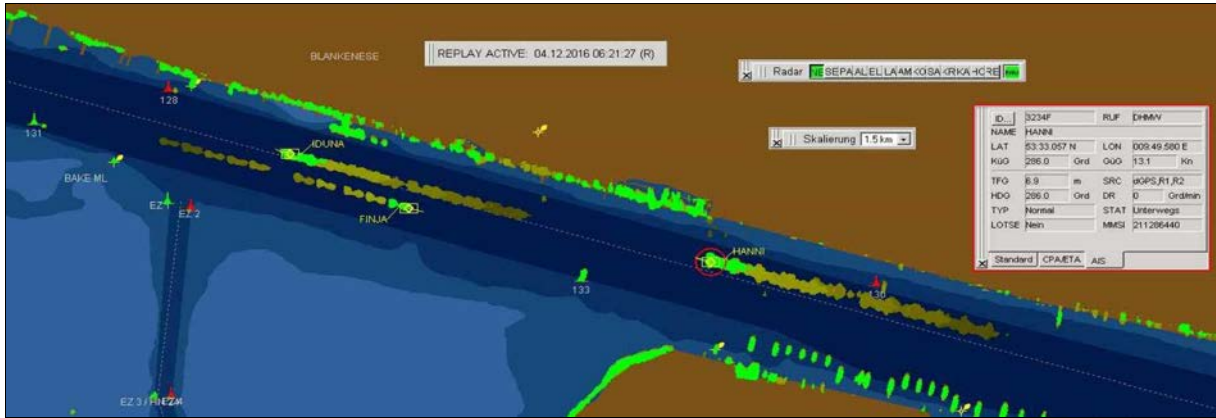 BLANKENESE
REPLAY ACTIVE: 04.12.2016 06:21:27 (R)
Radar
Skalierung 1.5 km
128
131
IDUNA
BAKE ML
EZ 2
FINJA
HANNI
133
EZ 3
ID... 3234F RUF DHMW
NAME HANNI
LAT 53:33.057 N LON 009:49.580 E
KüG 286.0 Grd GüG 13.1 Kn
TFG 6.9 m SRC dGPS,R1,R2
HDG 286.0 Grd DR 0 Grd/min
TYP Normal STAT Unterwegs
LOTSE Nein MMSI 211286440
Standard CPA/ETA AIS